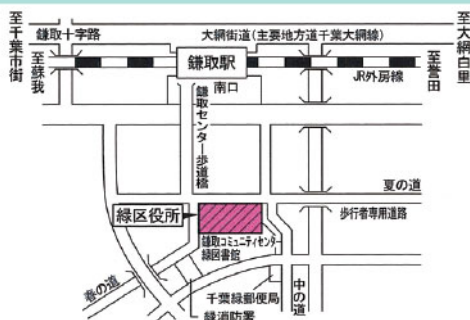 至千葉市街
鎌取十字路
大網街道(主要地方道千葉大網線)
至大網白里
至蘇我
鎌取駅
至誉田
JR外房線
南口
鎌取センター歩道橋
夏の道
緑区役所
歩行者専用道路
鎌取コミュニティセンター
緑図書館
春の道
千葉緑郵便局
中の道
緑消防署